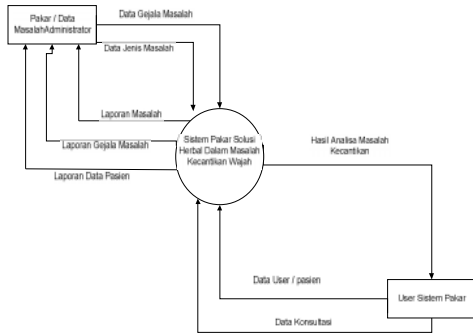 Data Gejala Masalah
Pakar / Data
MasalahAdministrator
Data Jenis Masalah
Laporan Masalah
Laporan Gejala Masalah
Laporan Data Pasien
Sistem Pakar Solusi
Herbal Dalam Masalah
Kecantikan Wajah
Hasil Analisa Masalah
Kecantikan
Data User / pasien
User Sistem Pakar
Data Konsultasi